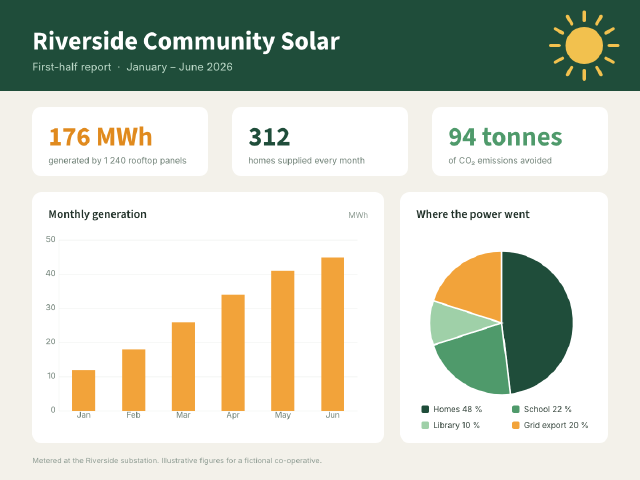 Riverside Community Solar
First-half report · January – June 2026
176 MWh
generated by 1 240 rooftop panels
312
homes supplied every month
94 tonnes
of CO₂ emissions avoided
Monthly generation
MWh
50
40
30
20
10
0
Jan Feb Mar Apr May Jun
Where the power went
Homes 48 %
School 22 %
Library 10 %
Grid export 20 %
Metered at the Riverside substation. Illustrative figures for a fictional co-operative.